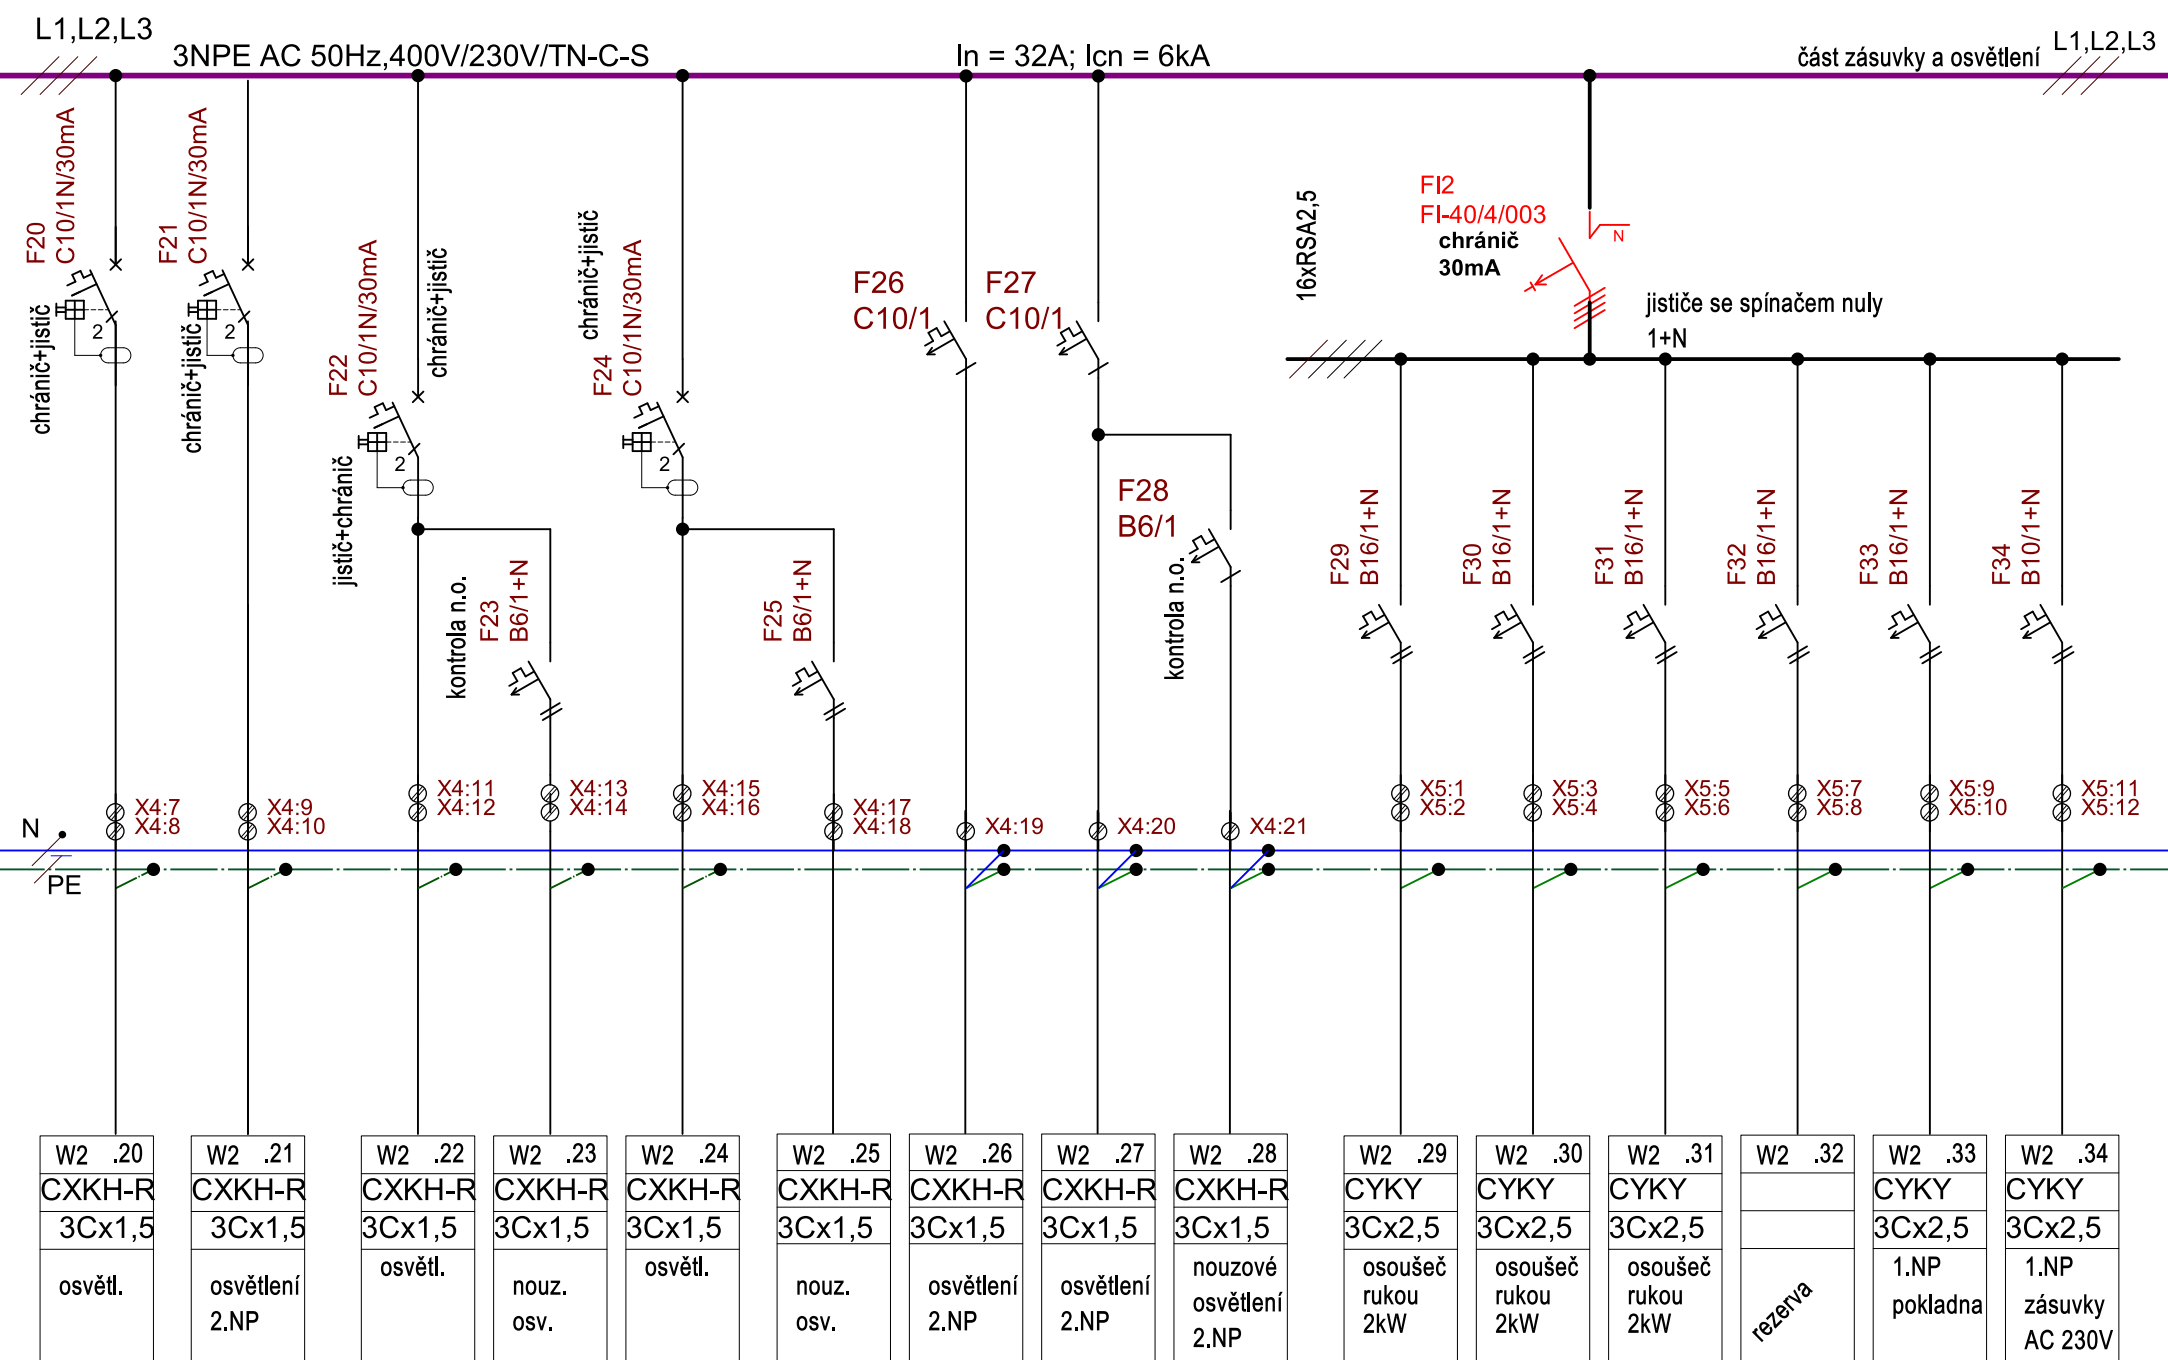 L1,L2,L3
3NPE AC 50Hz,400V/230V/TN-C-S
In = 32A; Icn = 6kA
část zásuvky a osvětlení
L1,L2,L3
F20
C10/1N/30mA
chránič+jistič
2
F21
C10/1N/30mA
chránič+jistič
2
F22
C10/1N/30mA
chránič+jistič
jistič+chránič
2
kontrola n.o.
F23
B6/1+N
chránič+jistič
F24
C10/1N/30mA
2
F25
B6/1+N
F26
C10/1
F27
C10/1
F28
B6/1
kontrola n.o.
16xRSA2,5
FI2
FI-40/4/003
chránič
30mA
N
jističe se spínačem nuly
1+N
F29
B16/1+N
F30
B16/1+N
F31
B16/1+N
F32
B16/1+N
F33
B16/1+N
F34
B10/1+N
X4:7
X4:8
X4:9
X4:10
X4:11
X4:12
X4:13
X4:14
X4:15
X4:16
X4:17
X4:18
X4:19
X4:20
X4:21
X5:1
X5:2
X5:3
X5:4
X5:5
X5:6
X5:7
X5:8
X5:9
X5:10
X5:11
X5:12
N
PE
W2 .20
CXKH-R
3Cx1,5
osvětl.
W2 .21
CXKH-R
3Cx1,5
osvětlení
2.NP
W2 .22
CXKH-R
3Cx1,5
osvětl.
W2 .23
CXKH-R
3Cx1,5
nouz.
osv.
W2 .24
CXKH-R
3Cx1,5
osvětl.
W2 .25
CXKH-R
3Cx1,5
nouz.
osv.
W2 .26
CXKH-R
3Cx1,5
osvětlení
2.NP
W2 .27
CXKH-R
3Cx1,5
osvětlení
2.NP
W2 .28
CXKH-R
3Cx1,5
nouzové
osvětlení
2.NP
W2 .29
CYKY
3Cx2,5
osoušeč
rukou
2kW
W2 .30
CYKY
3Cx2,5
osoušeč
rukou
2kW
W2 .31
CYKY
3Cx2,5
osoušeč
rukou
2kW
W2 .32
rezerva
W2 .33
CYKY
3Cx2,5
1.NP
pokladna
W2 .34
CYKY
3Cx2,5
1.NP
zásuvky
AC 230V